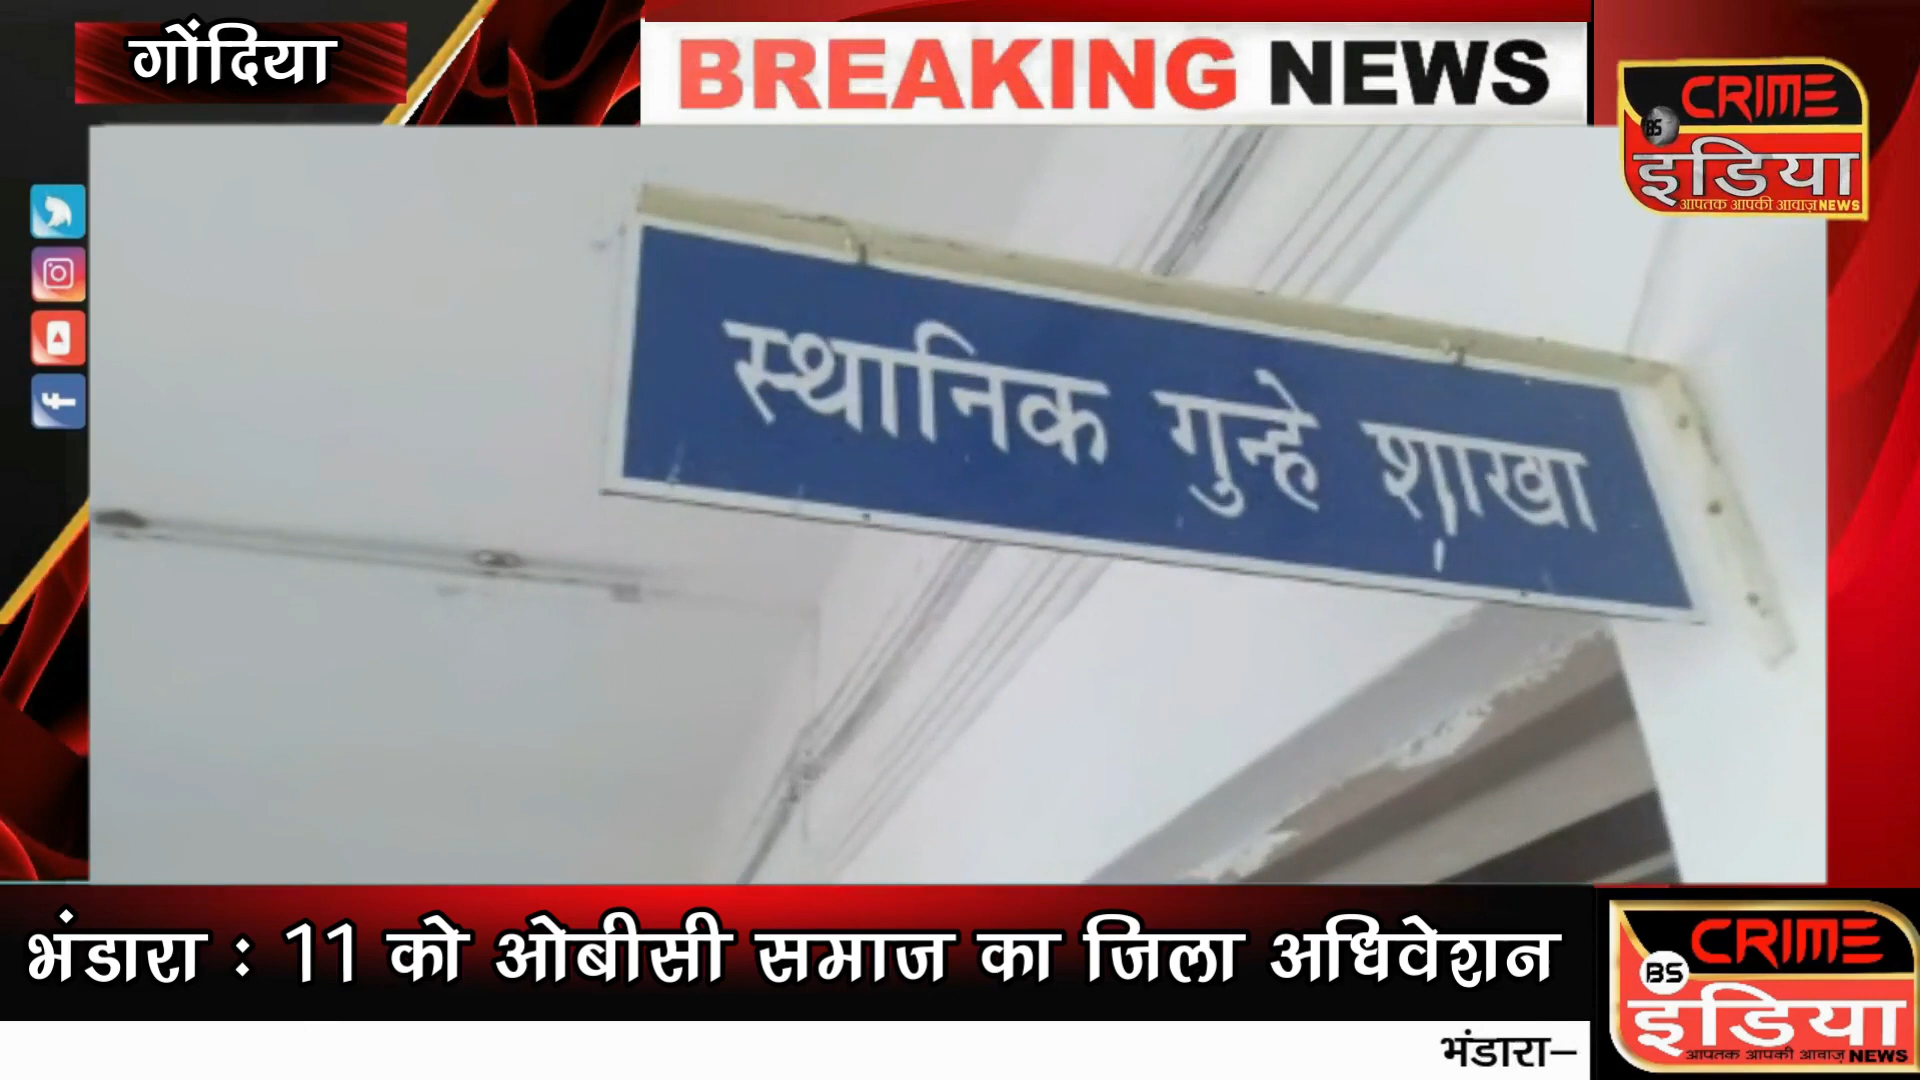 गोंदिया
BREAKING NEWS
CRIME
BS
इंडिया
आपतक आपकी आवाज़ NEWS
स्थानिक गुन्हे शाखा
भंडारा : 11 को ओबीसी समाज का जिला अधिवेशन
CRIME
BS
इंडिया
आपतक आपकी आवाज़ NEWS
भंडारा–